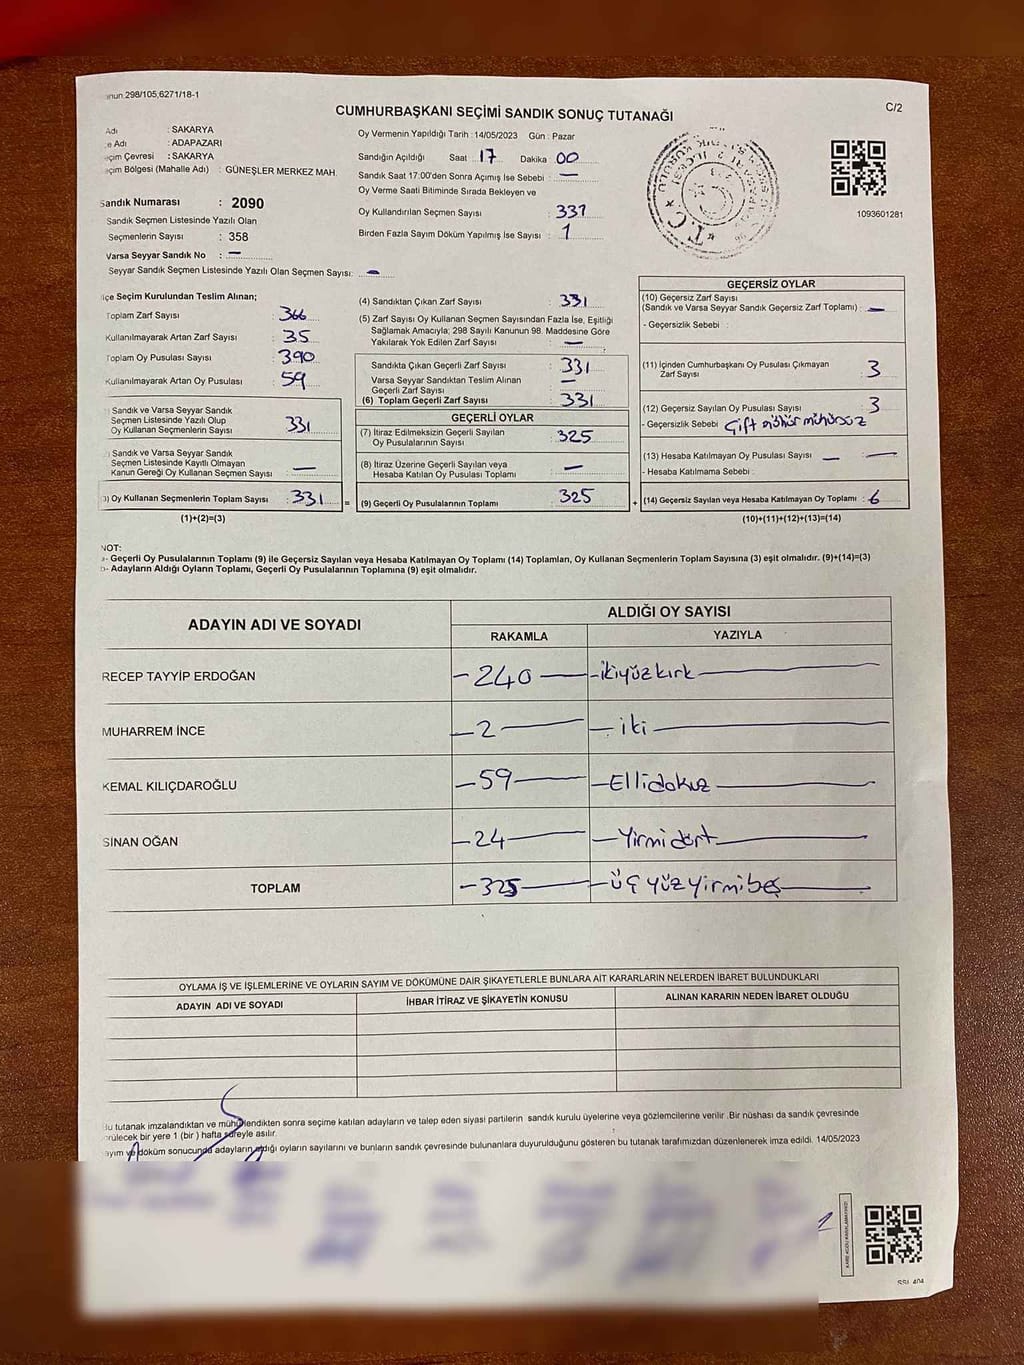 nun:298/105,6271/18-1
C/2
CUMHURBAŞKANI SEÇİMİ SANDIK SONUÇ TUTANAĞI
Adı : SAKARYA
e Adı : ADAPAZARI
çim Çevresi : SAKARYA
çim Bölgesi (Mahalle Adı) : GÜNEŞLER MERKEZ MAH.
Sandık Numarası : 2090
Sandık Seçmen Listesinde Yazılı Olan
Seçmenlerin Sayısı : 358
Varsa Seyyar Sandık No : —
Seyyar Sandık Seçmen Listesinde Yazılı Olan Seçmen Sayısı: —
Oy Vermenin Yapıldığı Tarih : 14/05/2023 Gün : Pazar
Sandığın Açıldığı Saat 17 Dakika 00
Sandık Saat 17:00'den Sonra Açımış İse Sebebi : —
Oy Verme Saati Bitiminde Sırada Bekleyen ve
Oy Kullandırılan Seçmen Sayısı : 331
Birden Fazla Sayım Döküm Yapılmış İse Sayısı : 1
1093601281
lçe Seçim Kurulundan Teslim Alınan;
Toplam Zarf Sayısı : 366
Kullanılmayarak Artan Zarf Sayısı : 35
Toplam Oy Pusulası Sayısı : 390
Kullanılmayarak Artan Oy Pusulası : 59
) Sandık ve Varsa Seyyar Sandık
Seçmen Listesinde Yazılı Olup
Oy Kullanan Seçmenlerin Sayısı : 331
) Sandık ve Varsa Seyyar Sandık
Seçmen Listesinde Kayıtlı Olmayan
Kanun Gereği Oy Kullanan Seçmen Sayısı : —
3) Oy Kullanan Seçmenlerin Toplam Sayısı : 331 =
(1)+(2)=(3)
(4) Sandıktan Çıkan Zarf Sayısı : 331
(5) Zarf Sayısı Oy Kullanan Seçmen Sayısından Fazla İse, Eşitliği
Sağlamak Amacıyla; 298 Sayılı Kanunun 98. Maddesine Göre
Yakılarak Yok Edilen Zarf Sayısı : —
Sandıkta Çıkan Geçerli Zarf Sayısı : 331
Varsa Seyyar Sandıktan Teslim Alınan
Geçerli Zarf Sayısı : —
(6) Toplam Geçerli Zarf Sayısı : 331
GEÇERLİ OYLAR
(7) İtiraz Edilmeksizin Geçerli Sayılan
Oy Pusulalarının Sayısı : 325
(8) İtiraz Üzerine Geçerli Sayılan veya
Hesaba Katılan Oy Pusulası Toplamı : —
(9) Geçerli Oy Pusulalarının Toplamı : 325 +
GEÇERSİZ OYLAR
(10) Geçersiz Zarf Sayısı
(Sandık ve Varsa Seyyar Sandık Geçersiz Zarf Toplamı) : —
- Geçersizlik Sebebi :
(11) İçinden Cumhurbaşkanı Oy Pusulası Çıkmayan
Zarf Sayısı : 3
(12) Geçersiz Sayılan Oy Pusulası Sayısı : 3
- Geçersizlik Sebebi : Çift mühür mühürsüz
(13) Hesaba Katılmayan Oy Pusulası Sayısı : — —
- Hesaba Katılmama Sebebi :
(14) Geçersiz Sayılan veya Hesaba Katılmayan Oy Toplamı : 6
(10)+(11)+(12)+(13)=(14)
NOT:
a- Geçerli Oy Pusulalarının Toplamı (9) ile Geçersiz Sayılan veya Hesaba Katılmayan Oy Toplamı (14) Toplamları, Oy Kullanan Seçmenlerin Toplam Sayısına (3) eşit olmalıdır. (9)+(14)=(3)
b- Adayların Aldığı Oyların Toplamı, Geçerli Oy Pusulalarının Toplamına (9) eşit olmalıdır.
ADAYIN ADI VE SOYADI ALDIĞI OY SAYISI
RAKAMLA YAZIYLA
RECEP TAYYİP ERDOĞAN — 240 — — ikiyüzkırk —
MUHARREM İNCE — 2 — — iki —
KEMAL KILIÇDAROĞLU — 59 — — Ellidokuz —
SİNAN OĞAN — 24 — — Yirmidört —
TOPLAM — 325 — — üçyüzyirmibeş —
OYLAMA İŞ VE İŞLEMLERİNE VE OYLARIN SAYIM VE DÖKÜMÜNE DAİR ŞİKAYETLERLE BUNLARA AİT KARARLARIN NELERDEN İBARET BULUNDUKLARI
ADAYIN ADI VE SOYADI İHBAR İTİRAZ VE ŞİKAYETİN KONUSU ALINAN KARARIN NEDEN İBARET OLDUĞU
Bu tutanak imzalandıktan ve mühürlendikten sonra seçime katılan adayların ve talep eden siyasi partilerin sandık kurulu üyelerine veya gözlemcilerine verilir .Bir nüshası da sandık çevresinde
rülecek bir yere 1 (bir ) hafta süreyle asılır.
ayım ve döküm sonucunda adayların aldığı oyların sayılarını ve bunların sandık çevresinde bulunanlara duyurulduğunu gösteren bu tutanak tarafımızdan düzenlenerek imza edildi. 14/05/2023